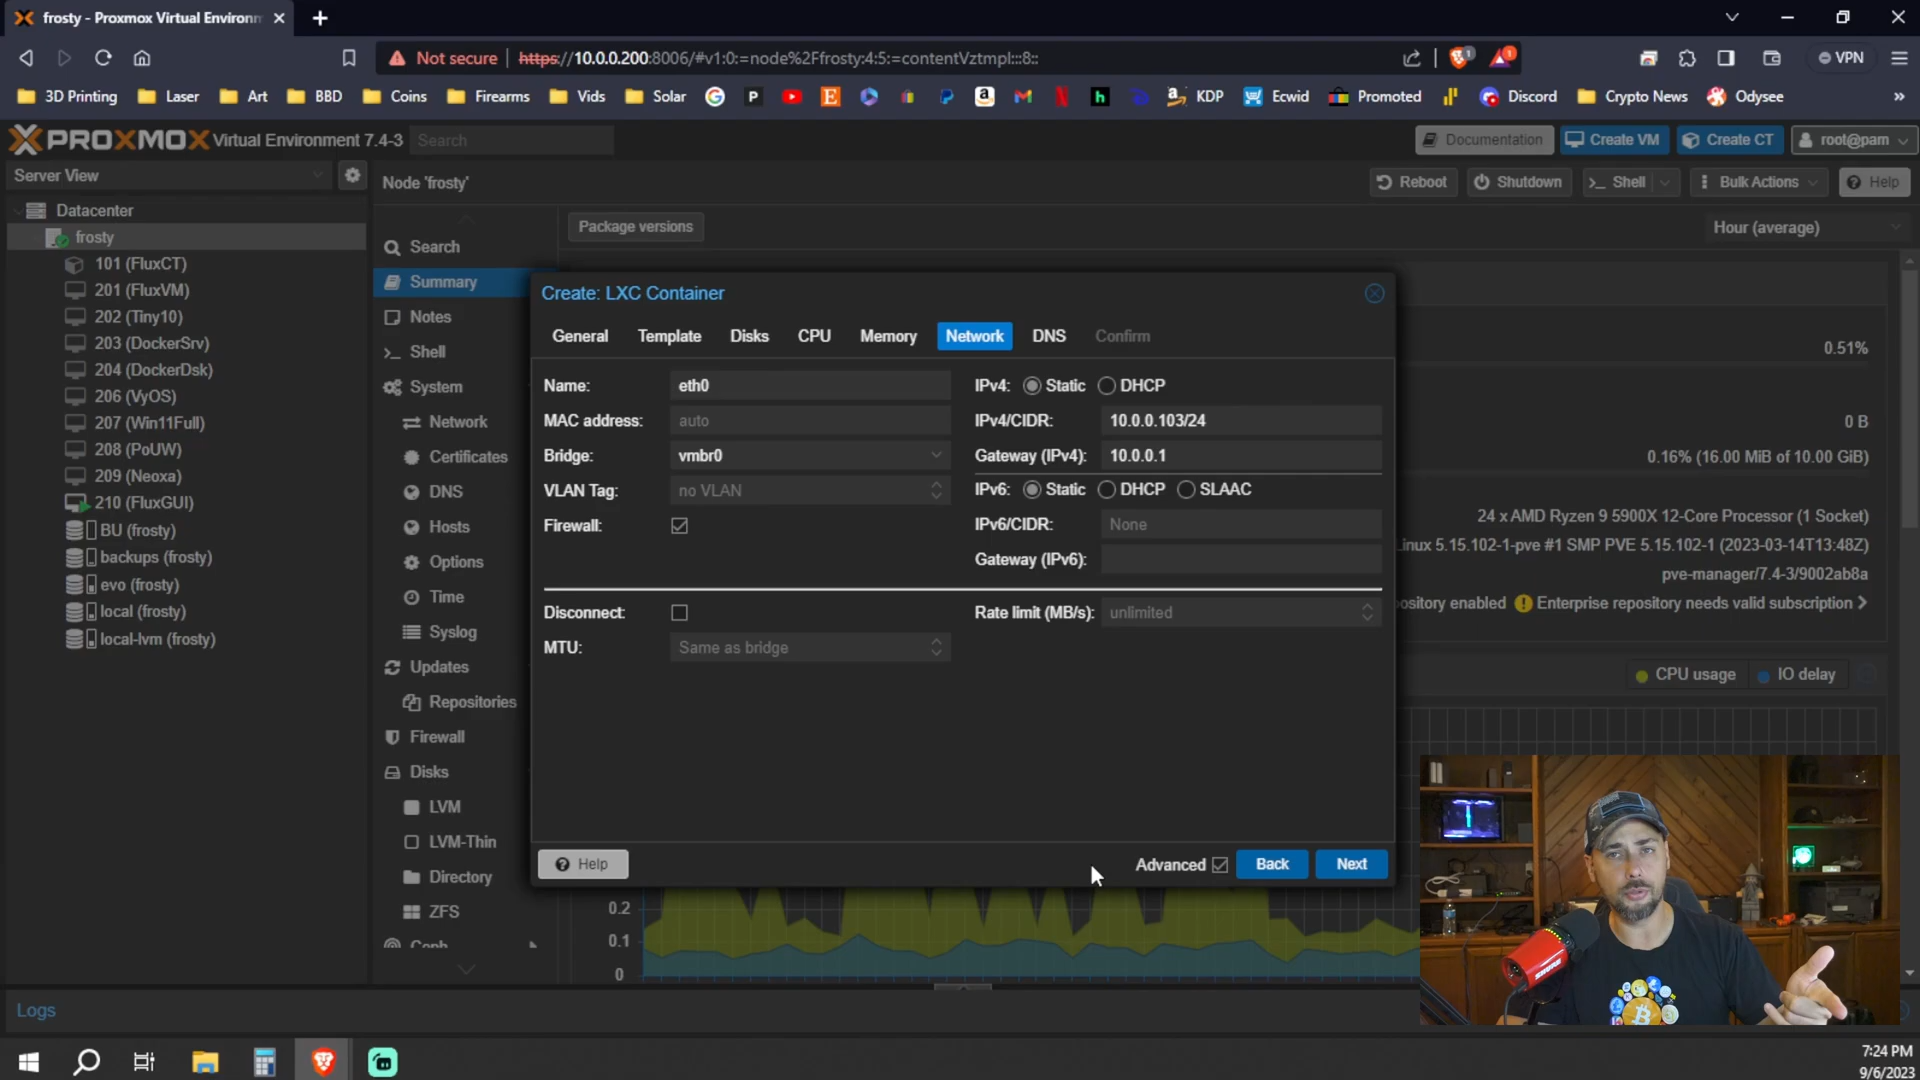 frosty - Proxmox Virtual Environm
Not secure
https://10.0.0.200:8006/#v1:0:=node%2Ffrosty:4:5:=contentVztmpl:::8::
VPN
3D Printing
Laser
Art
BBD
Coins
Firearms
Vids
Solar
KDP
Ecwid
Promoted
Discord
Crypto News
Odysee
PROXMOX Virtual Environment 7.4-3
Search
Documentation
Create VM
Create CT
root@pam
Server View
Node 'frosty'
Reboot
Shutdown
Shell
Bulk Actions
Help
Datacenter
frosty
101 (FluxCT)
201 (FluxVM)
202 (Tiny10)
203 (DockerSrv)
204 (DockerDsk)
206 (VyOS)
207 (Win11Full)
208 (PoUW)
209 (Neoxa)
210 (FluxGUI)
BU (frosty)
backups (frosty)
evo (frosty)
local (frosty)
local-lvm (frosty)
Search
Summary
Notes
Shell
System
Network
Certificates
DNS
Hosts
Options
Time
Syslog
Updates
Repositories
Firewall
Disks
LVM
LVM-Thin
Directory
ZFS
Ceph
Package versions
Hour (average)
Create: LXC Container
General
Template
Disks
CPU
Memory
Network
DNS
Confirm
Name: eth0
MAC address: auto
Bridge: vmbr0
VLAN Tag: no VLAN
Firewall:
IPv4: Static DHCP
IPv4/CIDR: 10.0.0.103/24
Gateway (IPv4): 10.0.0.1
IPv6: Static DHCP SLAAC
IPv6/CIDR: None
Gateway (IPv6):
Disconnect:
Rate limit (MB/s): unlimited
MTU: Same as bridge
Help
Advanced
Back
Next
0.51%
0 B
0.16% (16.00 MiB of 10.00 GiB)
24 x AMD Ryzen 9 5900X 12-Core Processor (1 Socket)
inux 5.15.102-1-pve #1 SMP PVE 5.15.102-1 (2023-03-14T13:48Z)
pve-manager/7.4-3/9002ab8a
ository enabled
Enterprise repository needs valid subscription
CPU usage
IO delay
0.2
0.1
0
Logs
SHURE
7:24 PM
9/6/2023